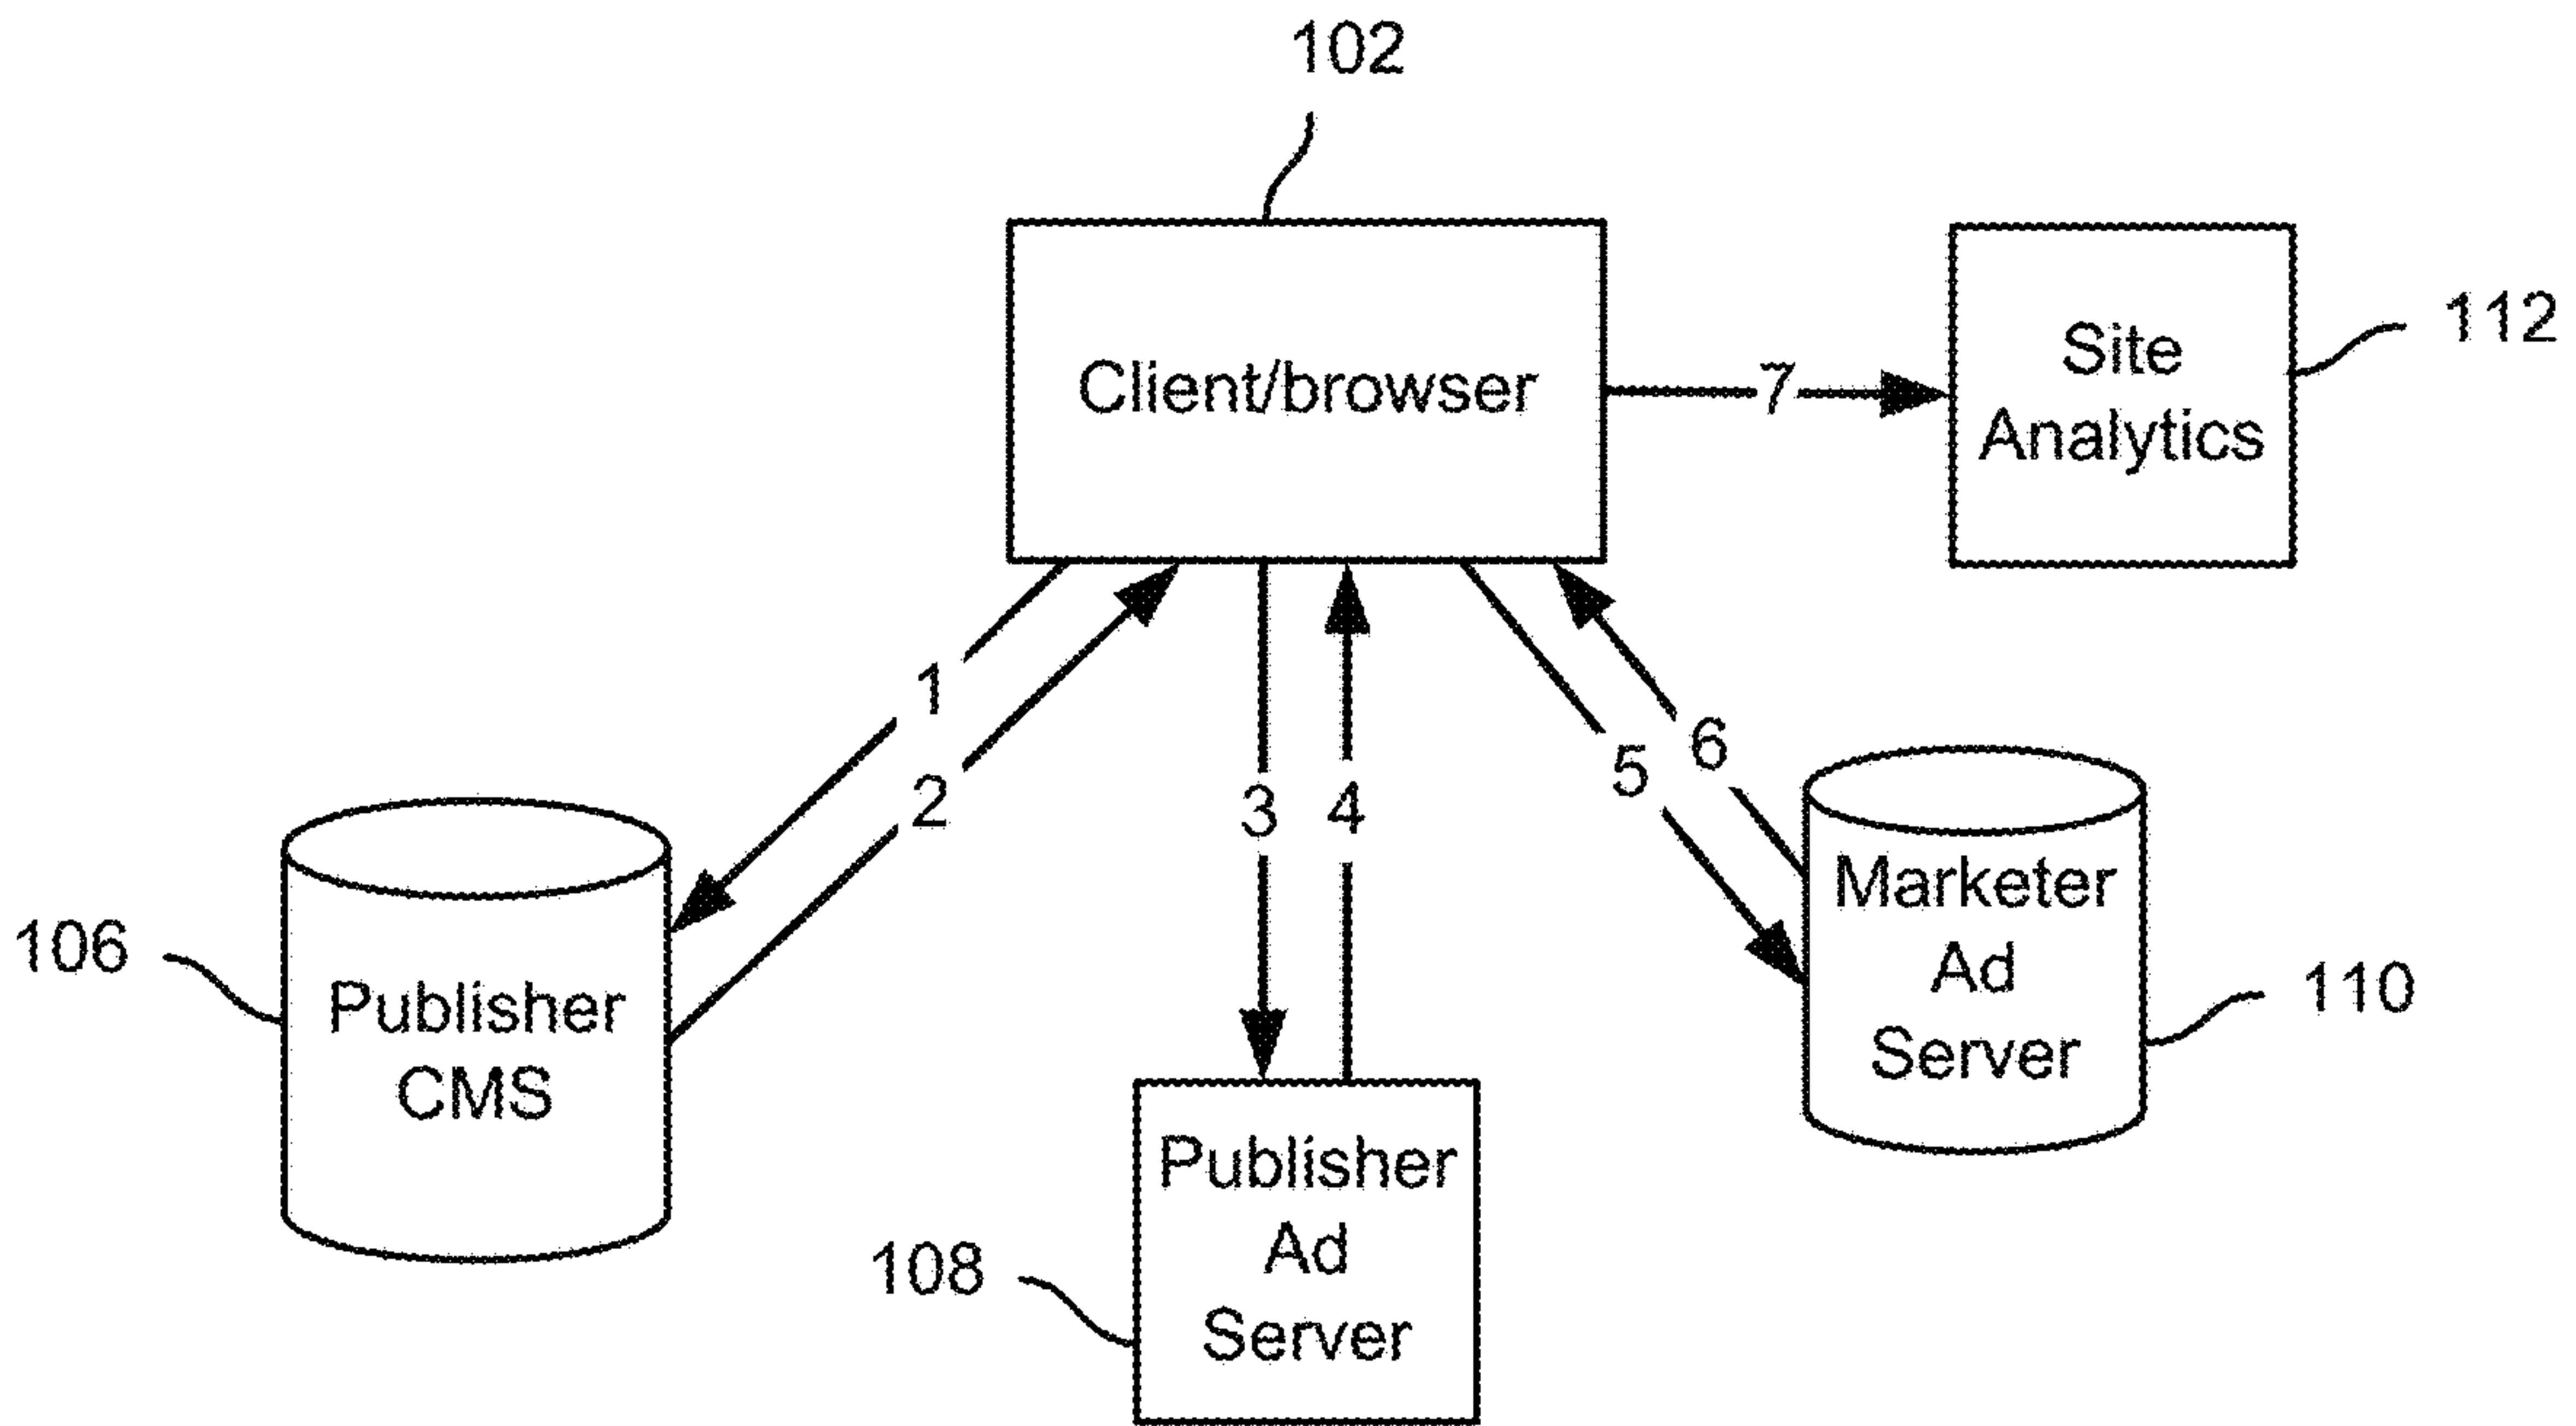 102
Client/browser
7
Site
Analytics
112
1
2
3
4
5
6
106
Publisher
CMS
Marketer
Ad
Server
110
108
Publisher
Ad
Server